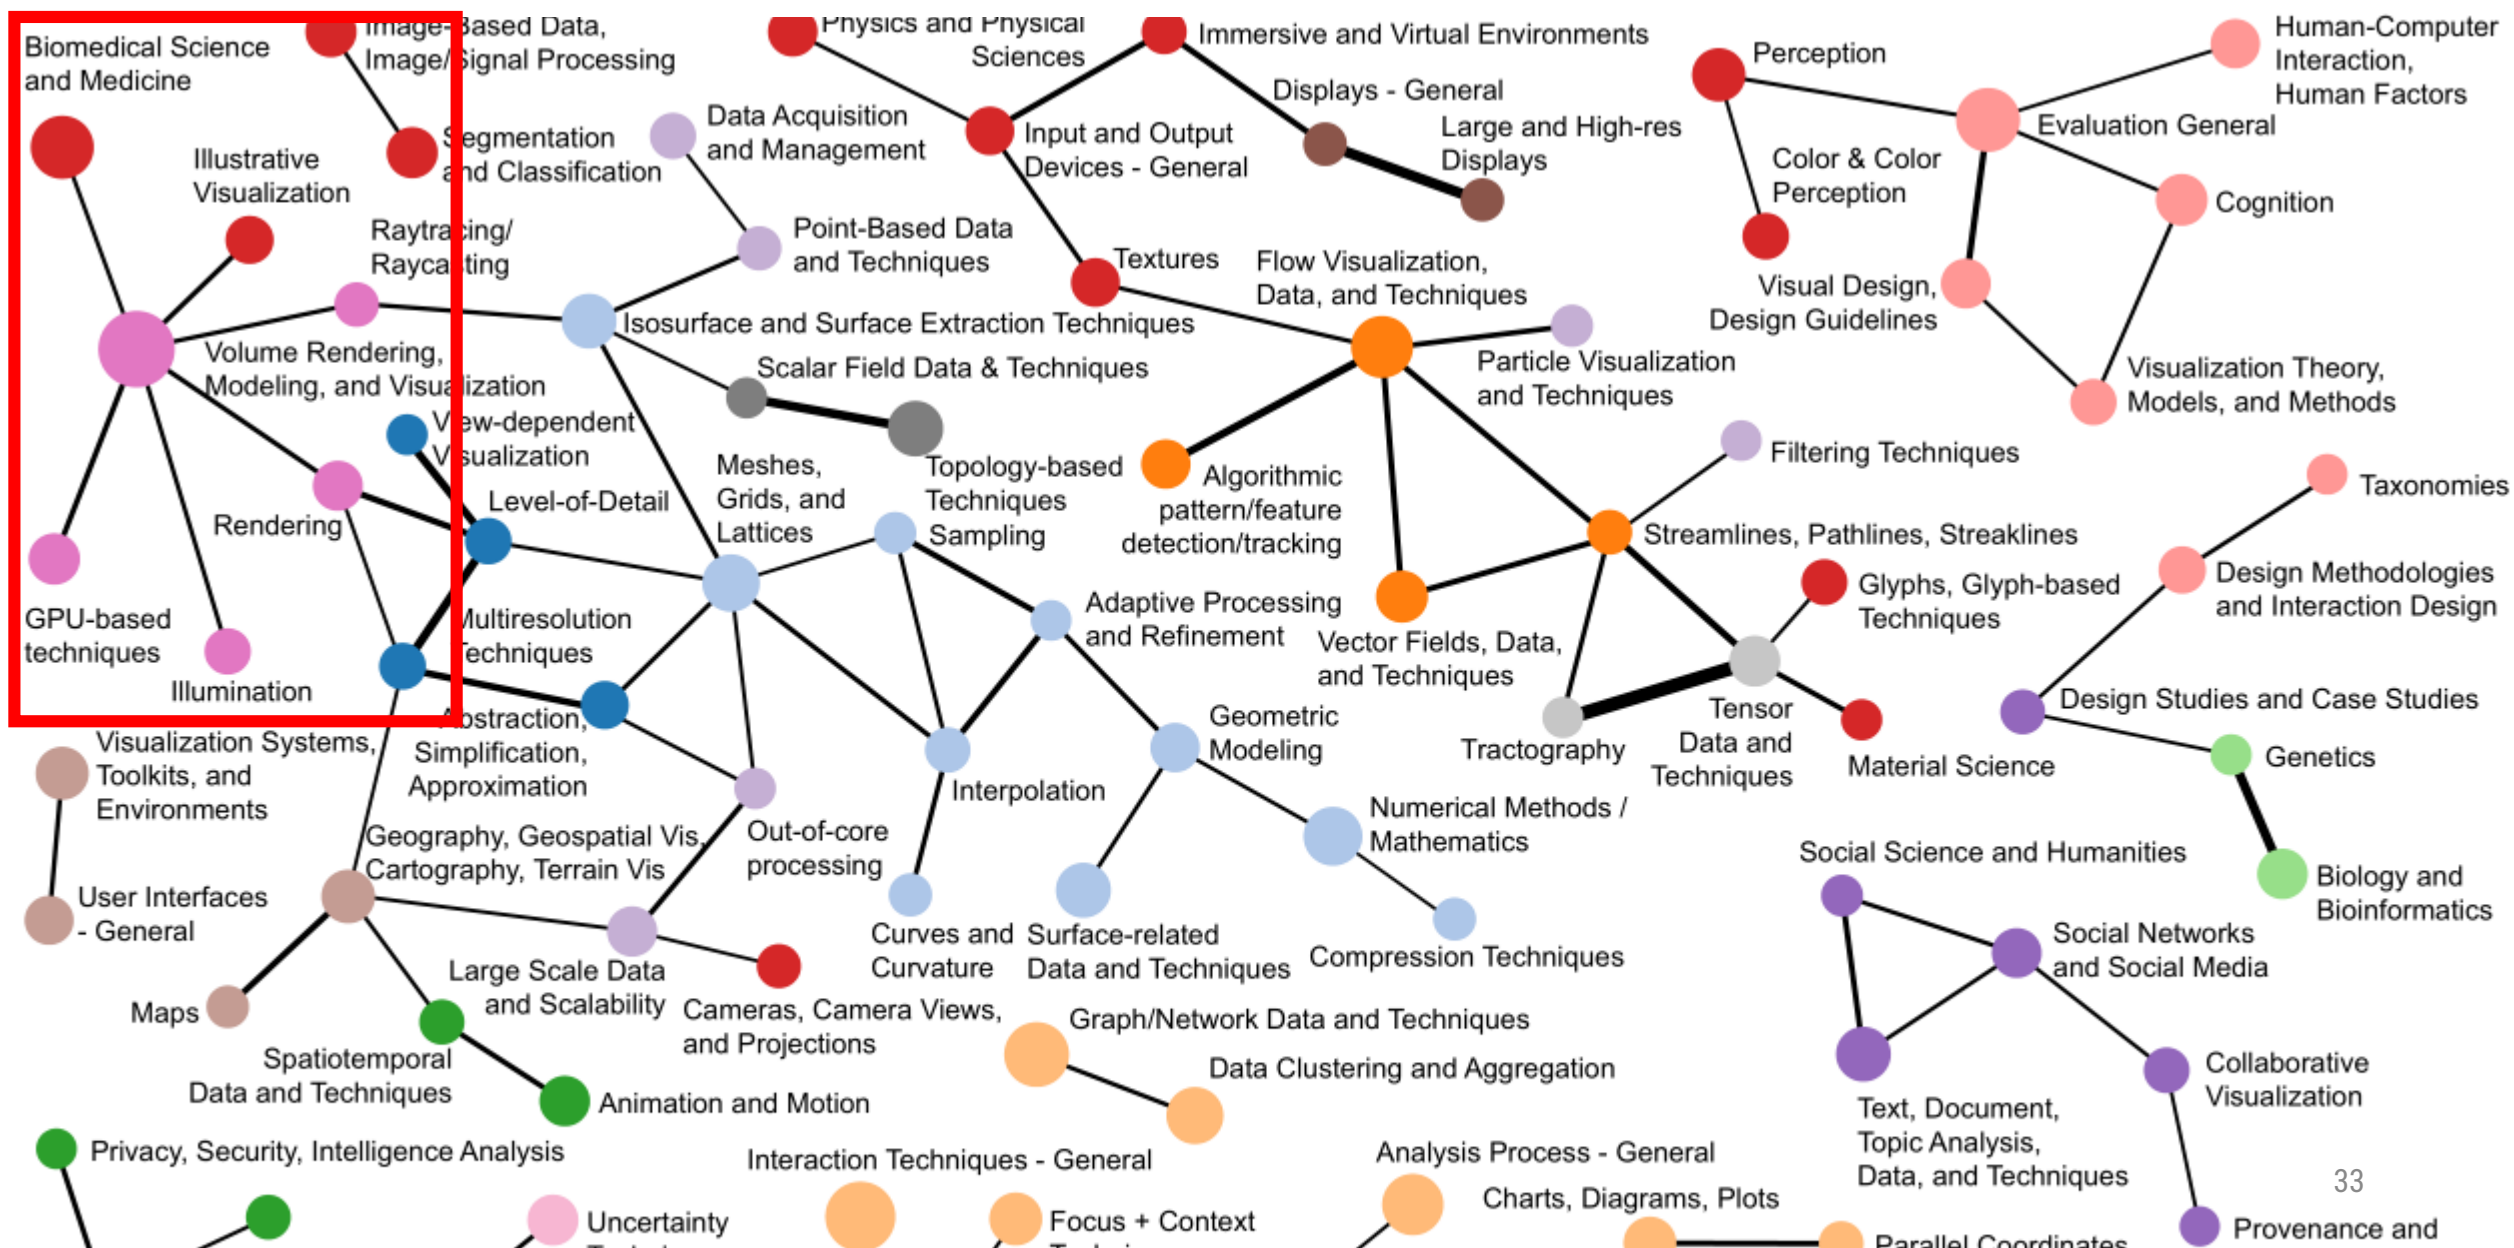 Biomedical Science
and Medicine
Image-Based Data,
Image/Signal Processing
Segmentation
and Classification
Illustrative
Visualization
Raytracing/
Raycasting
Volume Rendering,
Modeling, and Visualization
View-dependent
Visualization
Level-of-Detail
Rendering
GPU-based
techniques
Illumination
Multiresolution
Techniques
Abstraction,
Simplification,
Approximation
Data Acquisition
and Management
Point-Based Data
and Techniques
Isosurface and Surface Extraction Techniques
Scalar Field Data & Techniques
Topology-based
Techniques
Meshes,
Grids, and
Lattices
Sampling
Adaptive Processing
and Refinement
Interpolation
Geometric
Modeling
Numerical Methods /
Mathematics
Compression Techniques
Surface-related
Data and Techniques
Curves and
Curvature
Out-of-core
processing
Physics and Physical
Sciences
Immersive and Virtual Environments
Displays - General
Large and High-res
Displays
Input and Output
Devices - General
Textures
Flow Visualization,
Data, and Techniques
Particle Visualization
and Techniques
Algorithmic
pattern/feature
detection/tracking
Filtering Techniques
Streamlines, Pathlines, Streaklines
Vector Fields, Data,
and Techniques
Glyphs, Glyph-based
Techniques
Tractography
Tensor
Data and
Techniques
Material Science
Perception
Color & Color
Perception
Human-Computer
Interaction,
Human Factors
Evaluation General
Cognition
Visual Design,
Design Guidelines
Visualization Theory,
Models, and Methods
Taxonomies
Design Methodologies
and Interaction Design
Design Studies and Case Studies
Genetics
Biology and
Bioinformatics
Social Science and Humanities
Social Networks
and Social Media
Collaborative
Visualization
Text, Document,
Topic Analysis,
Data, and Techniques
Provenance and
33
Visualization Systems,
Toolkits, and
Environments
User Interfaces
- General
Geography, Geospatial Vis,
Cartography, Terrain Vis
Maps
Large Scale Data
and Scalability
Cameras, Camera Views,
and Projections
Spatiotemporal
Data and Techniques
Animation and Motion
Graph/Network Data and Techniques
Data Clustering and Aggregation
Privacy, Security, Intelligence Analysis
Uncertainty
Interaction Techniques - General
Focus + Context
Analysis Process - General
Charts, Diagrams, Plots
Parallel Coordinates